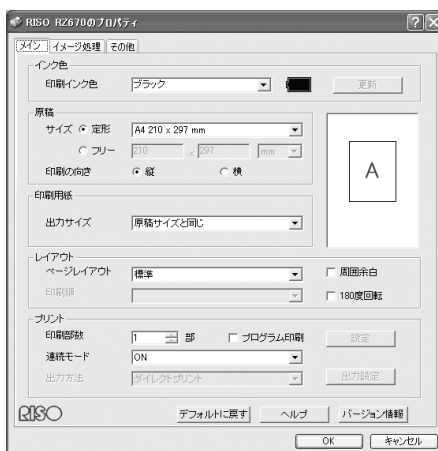 RISO RZ670のプロパティ
メイン イメージ処理 その他
インク色
印刷インク色 ブラック 更新
原稿
サイズ 定形 A4 210 x 297 mm
フリー 210 x 297 mm
印刷の向き 縦 横
A
印刷用紙
出力サイズ 原稿サイズと同じ
レイアウト
ページレイアウト 標準 周囲余白
印刷順 180度回転
プリント
印刷部数 1 部 プログラム印刷 設定
連続モード ON
出力方法 ダイレクトプリント 出力設定
RISO デフォルトに戻す ヘルプ バージョン情報
OK キャンセル